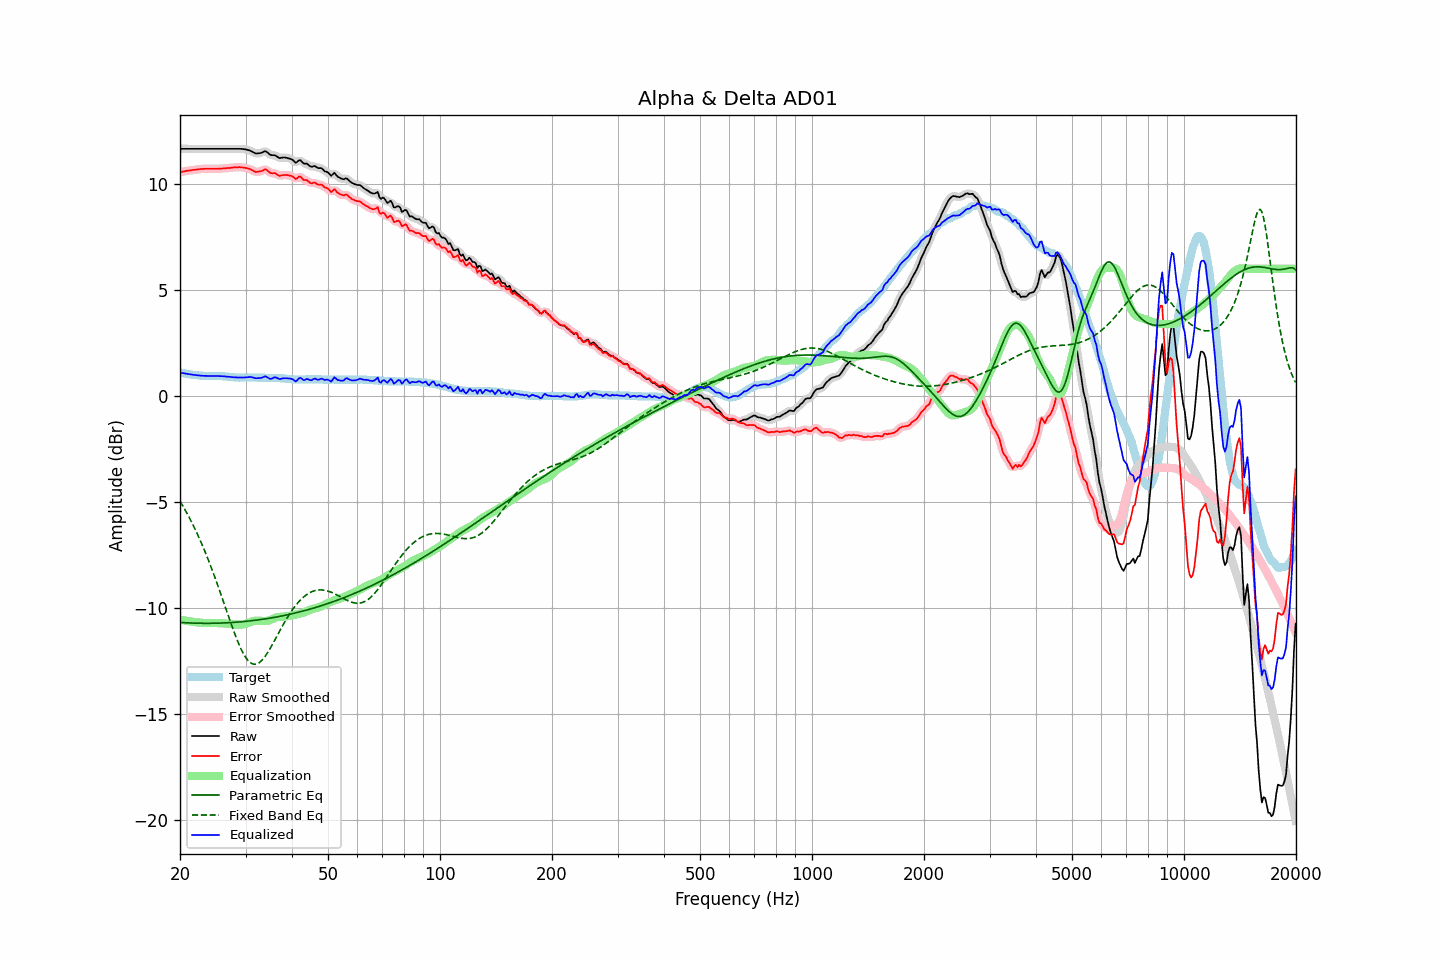 Alpha & Delta AD01
10
5
0
−5
−10
−15
−20
Amplitude (dBr)
Target
Raw Smoothed
Error Smoothed
Raw
Error
Equalization
Parametric Eq
Fixed Band Eq
Equalized
20 50 100 200 500 1000 2000 5000 10000 20000
Frequency (Hz)